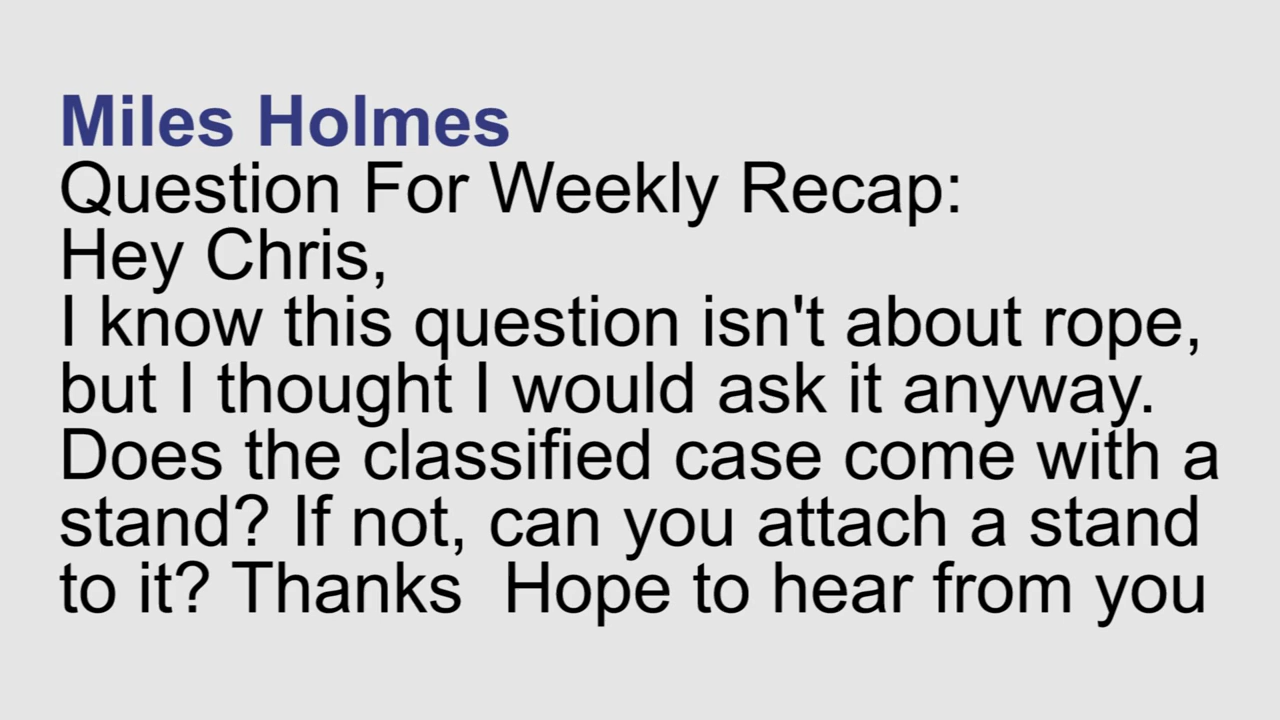 Miles Holmes
Question For Weekly Recap:
Hey Chris,
I know this question isn't about rope,
but I thought I would ask it anyway.
Does the classified case come with a
stand? If not, can you attach a stand
to it? Thanks  Hope to hear from you